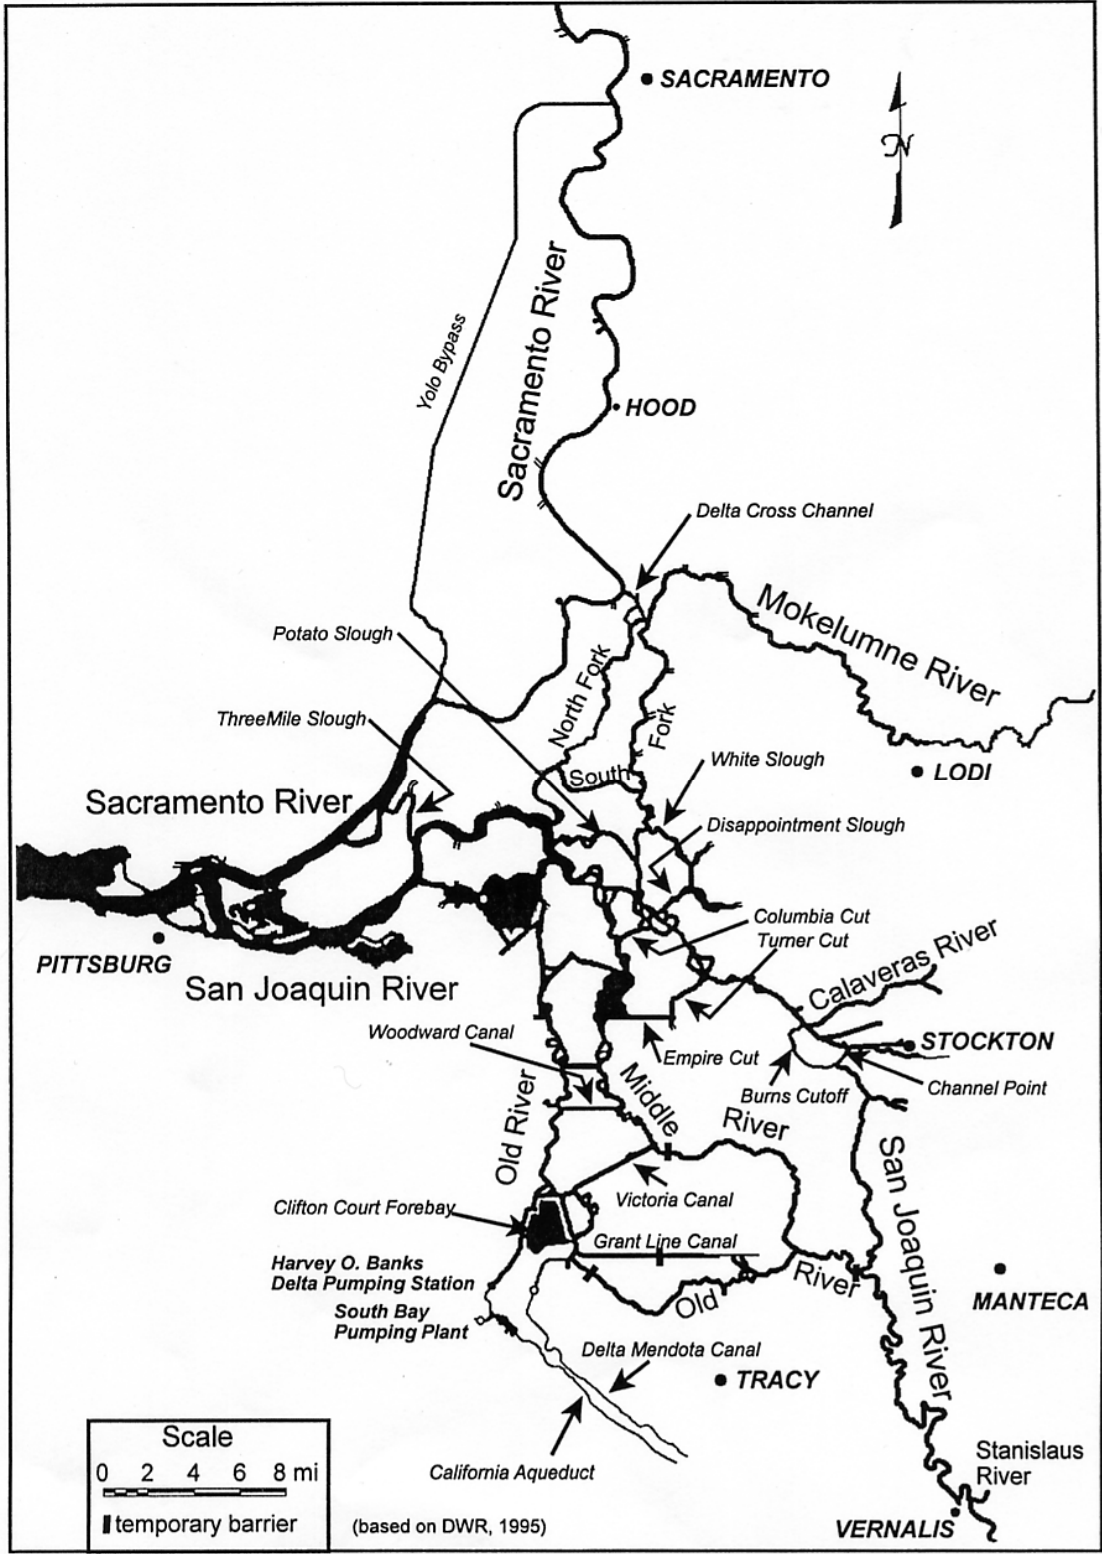 SACRAMENTO
N
Sacramento River
Yolo Bypass
HOOD
Delta Cross Channel
Mokelumne River
Potato Slough
North Fork
ThreeMile Slough
Fork
South
White Slough
LODI
Sacramento River
Disappointment Slough
Columbia Cut
Turner Cut
PITTSBURG
San Joaquin River
Calaveras River
Woodward Canal
STOCKTON
Empire Cut
Channel Point
Burns Cutoff
Middle
River
Old River
San Joaquin River
Victoria Canal
Clifton Court Forebay
Grant Line Canal
Harvey O. Banks
Delta Pumping Station
River
Old
MANTECA
South Bay
Pumping Plant
Delta Mendota Canal
TRACY
California Aqueduct
Stanislaus
River
VERNALIS
Scale
0 2 4 6 8 mi
temporary barrier
(based on DWR, 1995)